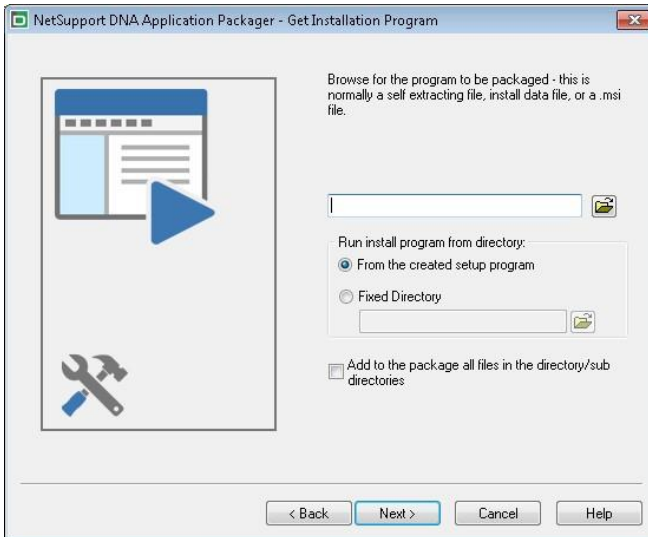 NetSupport DNA Application Packager - Get Installation Program
Browse for the program to be packaged - this is
normally a self extracting file, install data file, or a .msi
file.
Run install program from directory:
From the created setup program
Fixed Directory
Add to the package all files in the directory/sub
directories
< Back
Next >
Cancel
Help